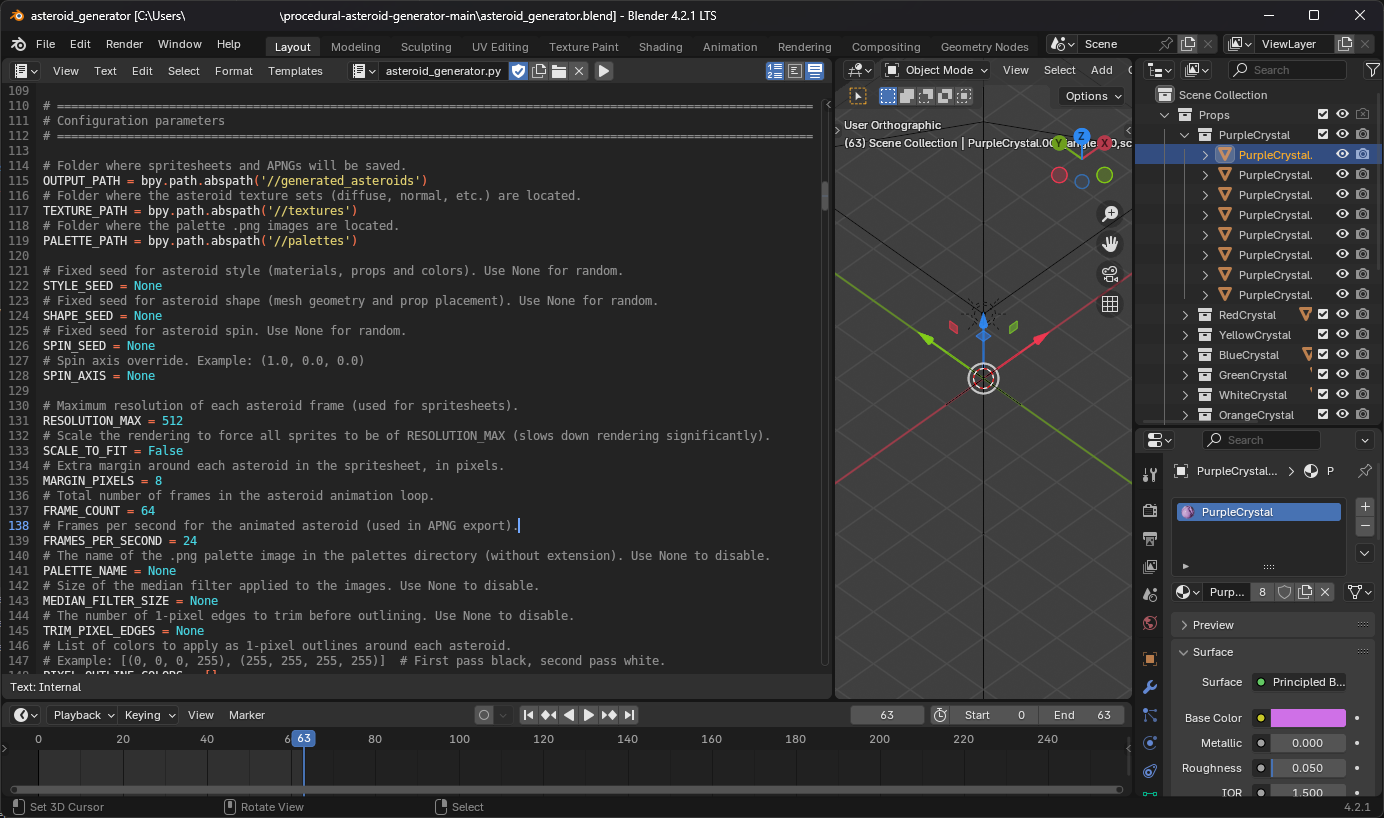 asteroid_generator [C:\Users\ \procedural-asteroid-generator-main\asteroid_generator.blend] - Blender 4.2.1 LTS
File Edit Render Window Help Layout Modeling Sculpting UV Editing Texture Paint Shading Animation Rendering Compositing Geometry Nodes Scene ViewLayer
View Text Edit Select Format Templates asteroid_generator.py
109
110 # ============================================================================================================
111 # Configuration parameters
112 # ============================================================================================================
113
114 # Folder where spritesheets and APNGs will be saved.
115 OUTPUT_PATH = bpy.path.abspath('//generated_asteroids')
116 # Folder where the asteroid texture sets (diffuse, normal, etc.) are located.
117 TEXTURE_PATH = bpy.path.abspath('//textures')
118 # Folder where the palette .png images are located.
119 PALETTE_PATH = bpy.path.abspath('//palettes')
120
121 # Fixed seed for asteroid style (materials, props and colors). Use None for random.
122 STYLE_SEED = None
123 # Fixed seed for asteroid shape (mesh geometry and prop placement). Use None for random.
124 SHAPE_SEED = None
125 # Fixed seed for asteroid spin. Use None for random.
126 SPIN_SEED = None
127 # Spin axis override. Example: (1.0, 0.0, 0.0)
128 SPIN_AXIS = None
129
130 # Maximum resolution of each asteroid frame (used for spritesheets).
131 RESOLUTION_MAX = 512
132 # Scale the rendering to force all sprites to be of RESOLUTION_MAX (slows down rendering significantly).
133 SCALE_TO_FIT = False
134 # Extra margin around each asteroid in the spritesheet, in pixels.
135 MARGIN_PIXELS = 8
136 # Total number of frames in the asteroid animation loop.
137 FRAME_COUNT = 64
138 # Frames per second for the animated asteroid (used in APNG export).
139 FRAMES_PER_SECOND = 24
140 # The name of the .png palette image in the palettes directory (without extension). Use None to disable.
141 PALETTE_NAME = None
142 # Size of the median filter applied to the images. Use None to disable.
143 MEDIAN_FILTER_SIZE = None
144 # The number of 1-pixel edges to trim before outlining. Use None to disable.
145 TRIM_PIXEL_EDGES = None
146 # List of colors to apply as 1-pixel outlines around each asteroid.
147 # Example: [(0, 0, 0, 255), (255, 255, 255, 255)]  # First pass black, second pass white.
Text: Internal
Object Mode View Select Add
Options
User Orthographic
(63) Scene Collection | PurpleCrystal.00
Z
Y X
Search
Scene Collection
Props
PurpleCrystal
PurpleCrystal.
PurpleCrystal.
PurpleCrystal.
PurpleCrystal.
PurpleCrystal.
PurpleCrystal.
PurpleCrystal.
PurpleCrystal.
RedCrystal
YellowCrystal
BlueCrystal
GreenCrystal
WhiteCrystal
OrangeCrystal
Search
PurpleCrystal... P
PurpleCrystal
Purp... 8
Preview
Surface
Surface Principled B...
Base Color
Metallic 0.000
Roughness 0.050
IOR 1.500
Playback Keying View Marker 63 Start 0 End 63
0 20 40 6 63 80 100 120 140 160 180 200 220 240
Set 3D Cursor Rotate View Select 4.2.1